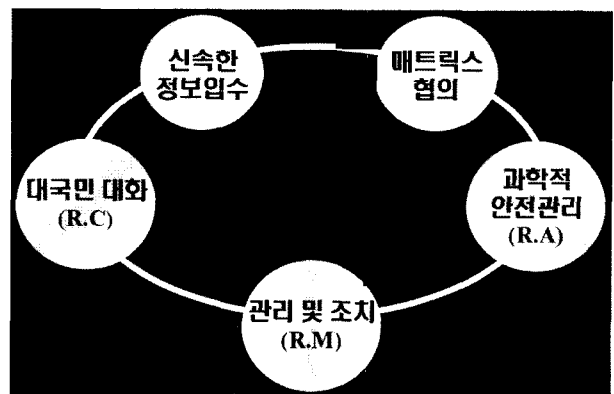 신속한
정보입수
매트릭스
협의
과학적
안전관리
(R.A)
관리 및 조치
(R.M)
대국민 대화
(R.C)